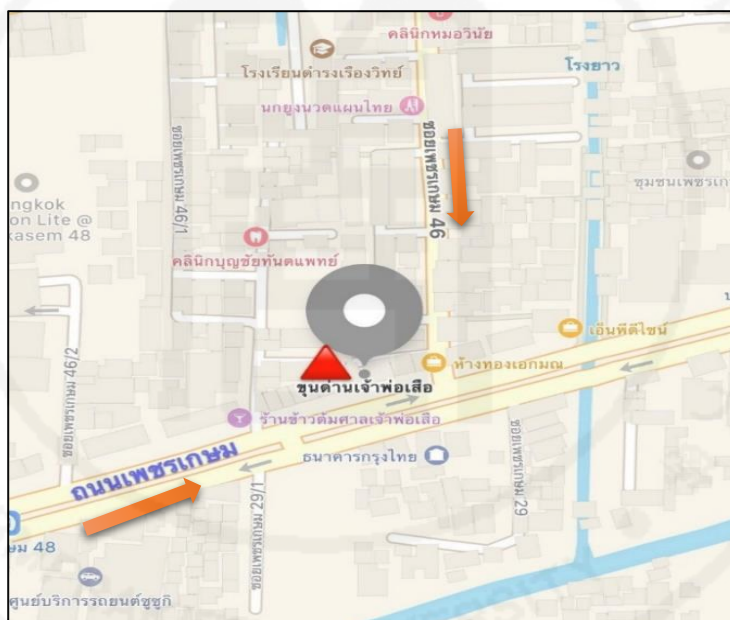 คลินิกหมอวินัย
โรงเรียนดำรงเรืองวิทย์
โรงยาว
นกยูงนวดแผนไทย
ซอยเพชรเกษม 46/1
ซอยเพชรเกษม 46
ชุมชนเพชรเก
ngkok
on Lite @
kasem 48
คลินิกบุญชัยทันตแพทย์
เอ็นพีดีไซน์
ห้างทองเอกมณ
ซอยเพชรเกษม 46/2
ขุนด่านเจ้าพ่อเสือ
ร้านข้าวต้มศาลเจ้าพ่อเสือ
ถนนเพชรเกษม
ธนาคารกรุงไทย
ซอยเพชรเกษม 29
ซอยเพชรเกษม 29/1
ษม 48
ศูนย์บริการรถยนต์ซูซูกิ